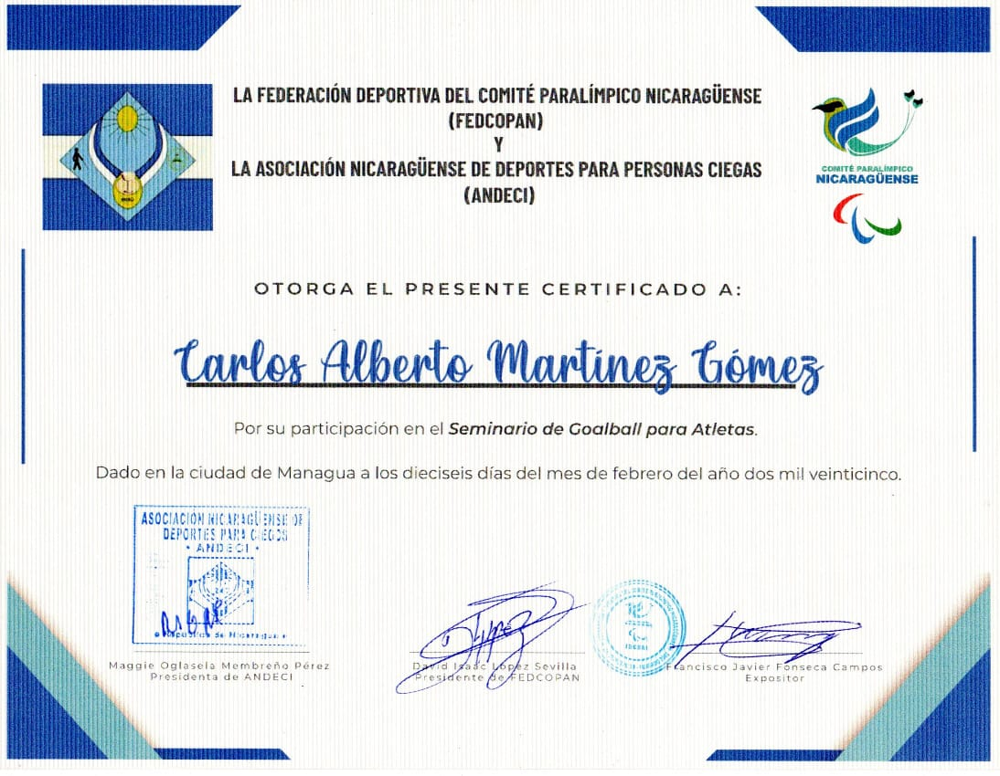 LA FEDERACIÓN DEPORTIVA DEL COMITÉ PARALÍMPICO NICARAGÜENSE
(FEDCOPAN)
Y
LA ASOCIACIÓN NICARAGÜENSE DE DEPORTES PARA PERSONAS CIEGAS
(ANDECI)
COMITÉ PARALÍMPICO
NICARAGÜENSE
OTORGA EL PRESENTE CERTIFICADO A:
Carlos Alberto Martínez Gómez
Por su participación en el Seminario de Goalball para Atletas.
Dado en la ciudad de Managua a los dieciseis días del mes de febrero del año dos mil veinticinco.
ASOCIACIÓN NICARAGÜENSE DE
DEPORTES PARA CIEGOS
• ANDECI •
República de Nicaragua
Maggie Oglasela Membreño Pérez
Presidenta de ANDECI
David Isaac López Sevilla
Presidente de FEDCOPAN
Francisco Javier Fonseca Campos
Expositor